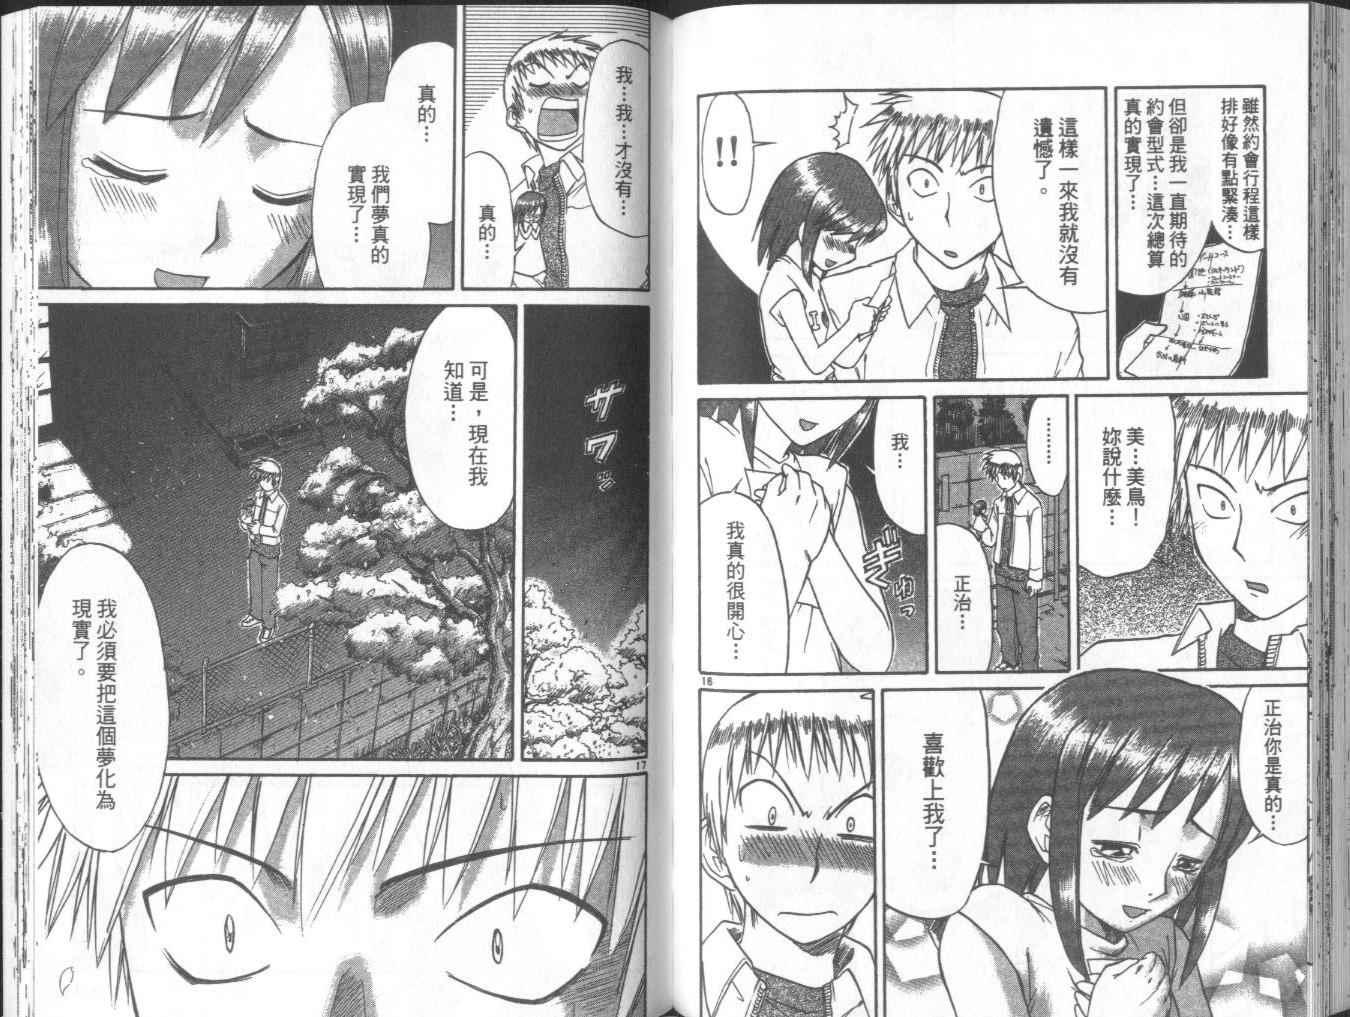 雖然約會行程這樣
排好像有點緊湊…
但卻是我一直期待的
約會型式…這次總算
真的實現了…
這樣一來我就沒有
遺憾了。
!!
美…美鳥！
妳說什麼…
………
正治…
我…
ギゅっ
我真的很開心…
16
正治你是真的…
喜歡上我了…
我…我…才沒有…
真的…
真的…
我們夢真的
實現了…
サワ
可是，現在我
知道…
我必須要把這個夢化為
現實了。
17